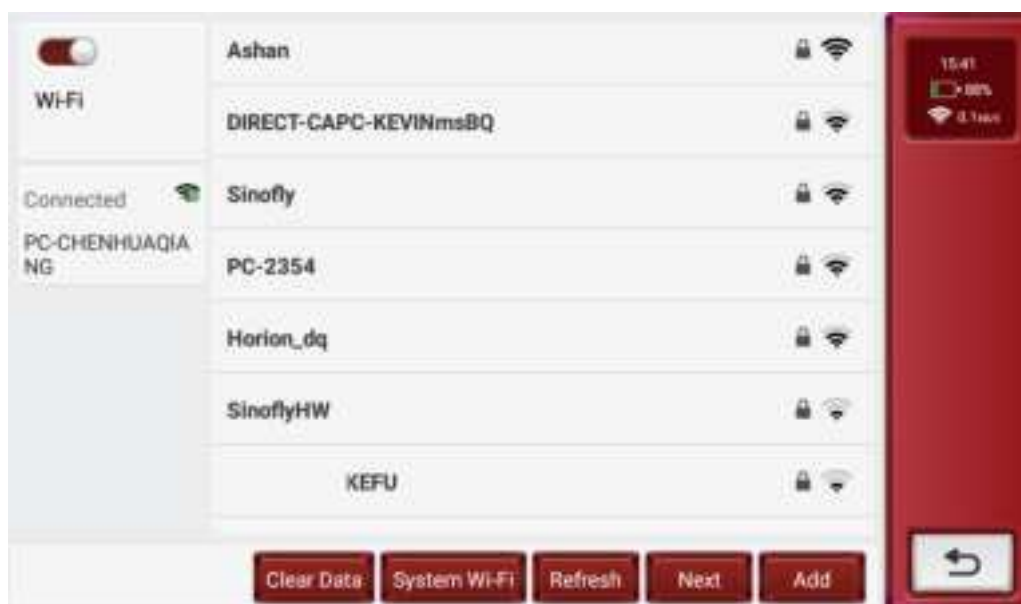 Wi-Fi
Connected
PC-CHENHUAQIA
NG
Ashan
DIRECT-CAPC-KEVINmsBQ
Sinofly
PC-2354
Horion_dq
SinoflyHW
KEFU
Clear Data
System Wi-Fi
Refresh
Next
Add
15:41